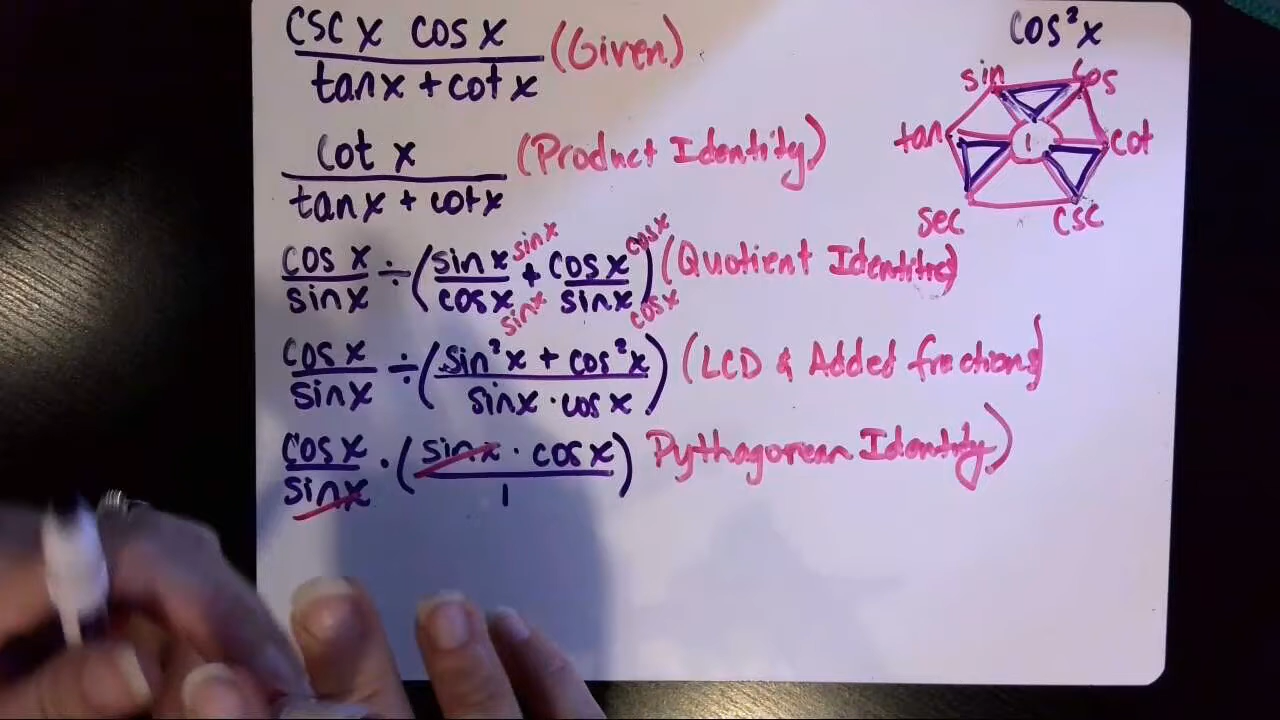 csc x cos x / tan x + cot x (Given)
cot x / tan x + cot x (Product Identity)
cos x / sin x ÷ (sin x / cos x sin x / sin x + cos x / sin x cos x / cos x) (Quotient Identities)
cos x / sin x ÷ (sin²x + cos²x / sin x · cos x) (LCD & Added fractions)
cos x / sin x · (sin x · cos x / 1) Pythagorean Identity)
cos²x
sin cos
tan 1 cot
sec csc